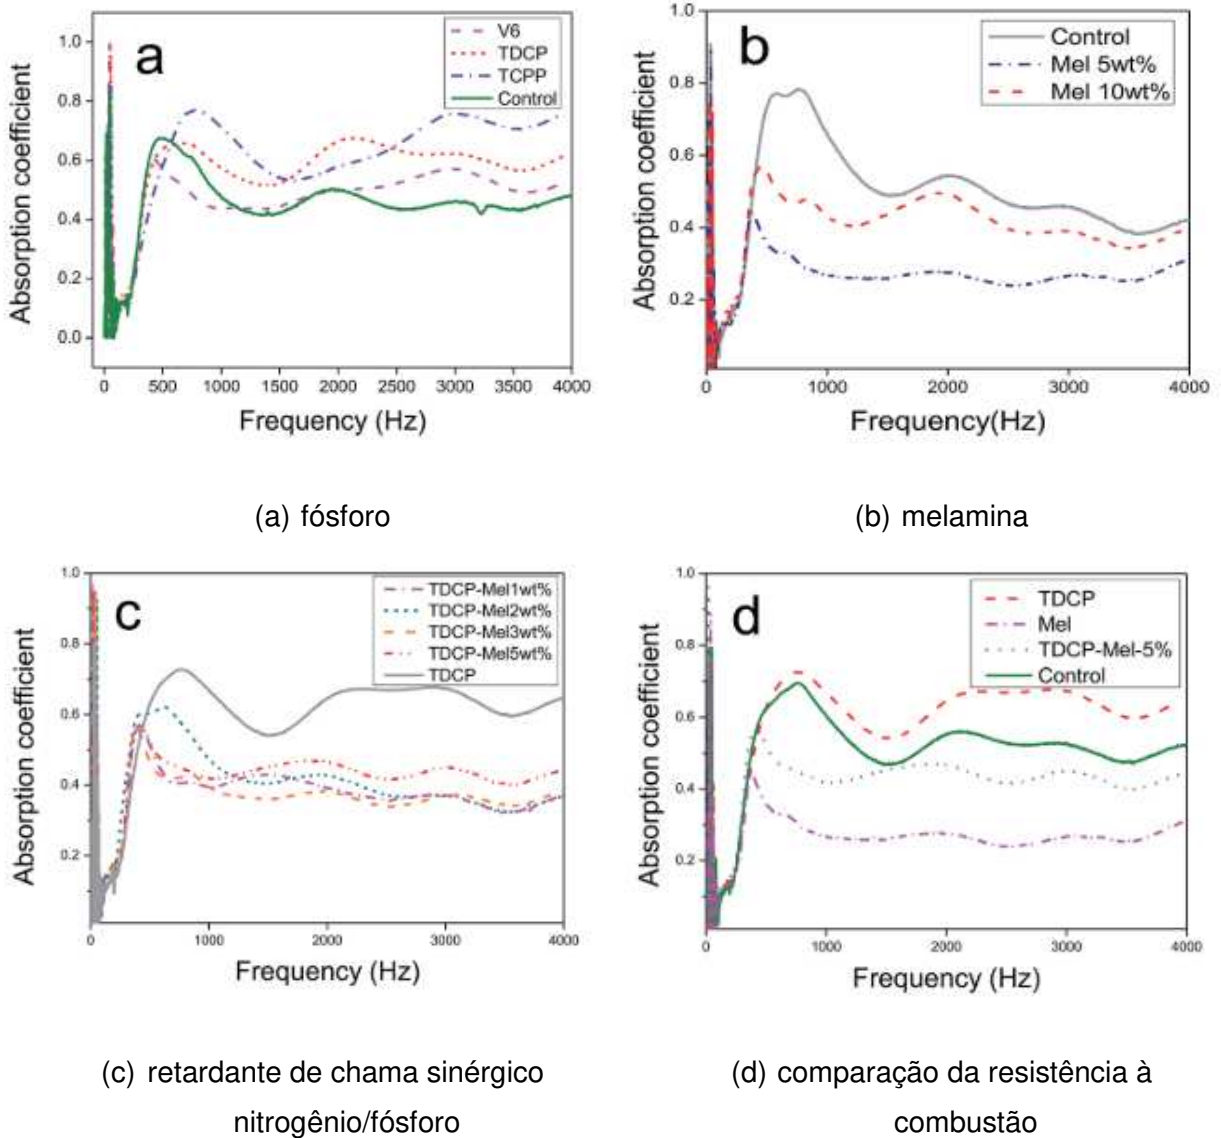 a
V6
TDCP
TCPP
Control
Absorption coefficient
1.0
0.8
0.6
0.4
0.2
0.0
0 500 1000 1500 2000 2500 3000 3500 4000
Frequency (Hz)
(a) fósforo
b
Control
Mel 5wt%
Mel 10wt%
Absorption coefficient
1.0
0.8
0.6
0.4
0.2
0 1000 2000 3000 4000
Frequency(Hz)
(b) melamina
c
TDCP-Mel1wt%
TDCP-Mel2wt%
TDCP-Mel3wt%
TDCP-Mel5wt%
TDCP
Absorption coefficient
1.0
0.8
0.6
0.4
0.2
0 1000 2000 3000 4000
Frequency (Hz)
(c) retardante de chama sinérgico
nitrogênio/fósforo
d
TDCP
Mel
TDCP-Mel-5%
Control
Absorption coefficient
1.0
0.8
0.6
0.4
0.2
0 1000 2000 3000 4000
Frequency (Hz)
(d) comparação da resistência à
combustão